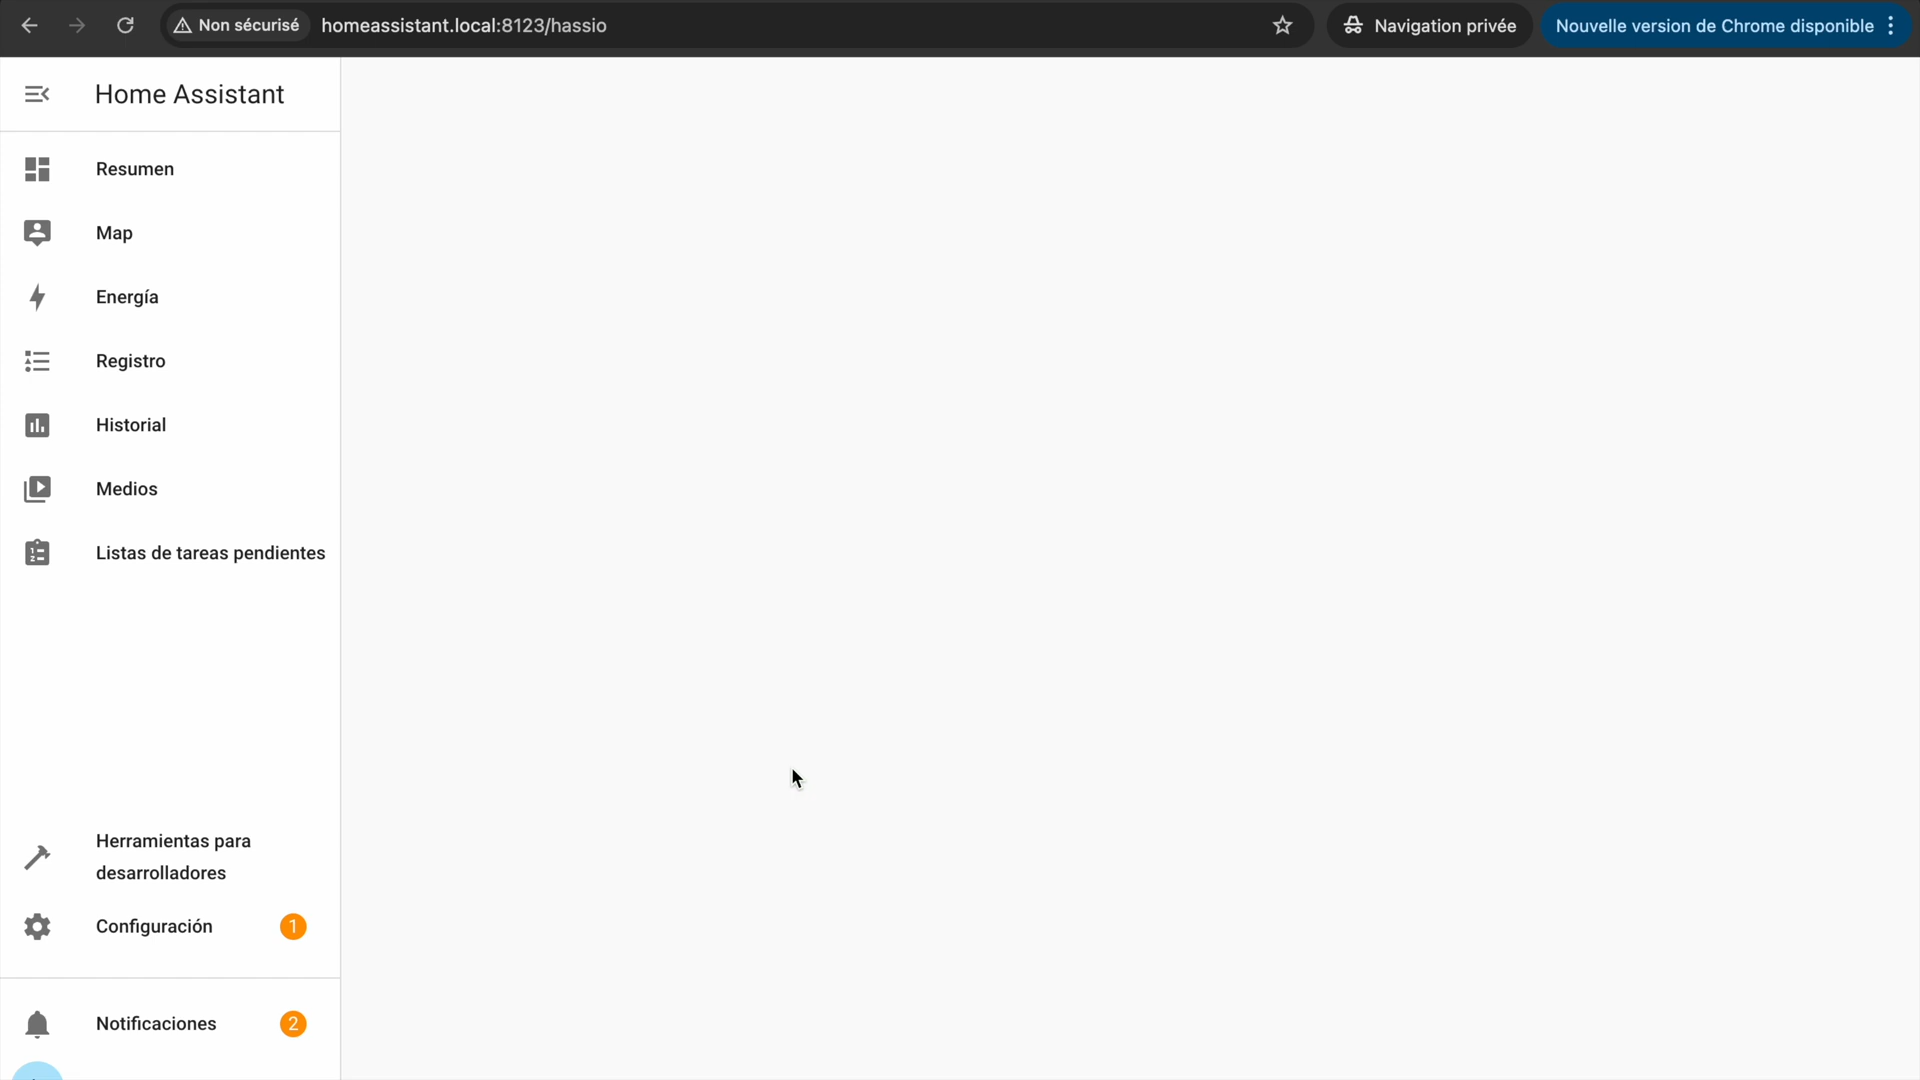 Non sécurisé
homeassistant.local:8123/hassio
Navigation privée
Nouvelle version de Chrome disponible
Home Assistant
Resumen
Map
Energía
Registro
Historial
Medios
Listas de tareas pendientes
Herramientas para
desarrolladores
Configuración 1
Notificaciones 2